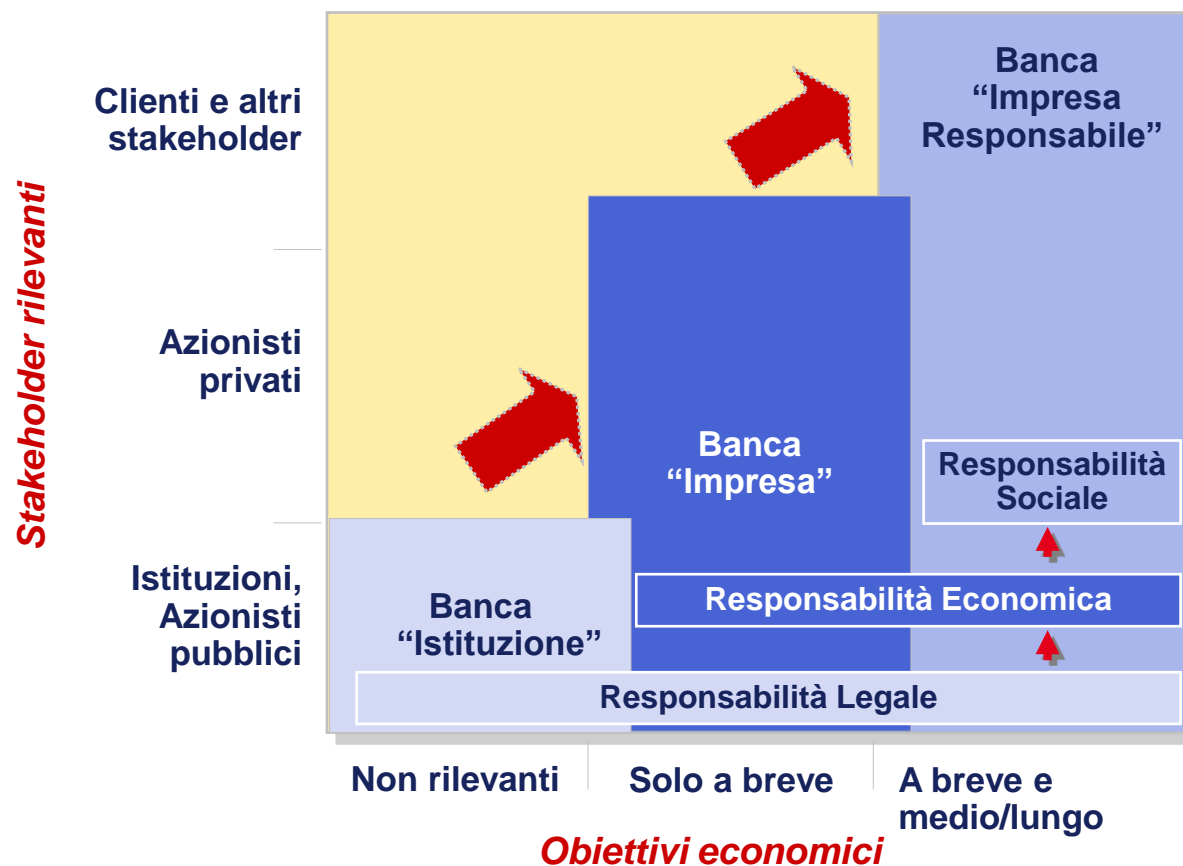 Stakeholder rilevanti
Clienti e altri
stakeholder
Azionisti
privati
Istituzioni,
Azionisti
pubblici
Banca
“Impresa
Responsabile”
Banca
“Impresa”
Banca
“Istituzione”
Responsabilità
Sociale
Responsabilità Economica
Responsabilità Legale
Non rilevanti
Solo a breve
A breve e
medio/lungo
Obiettivi economici